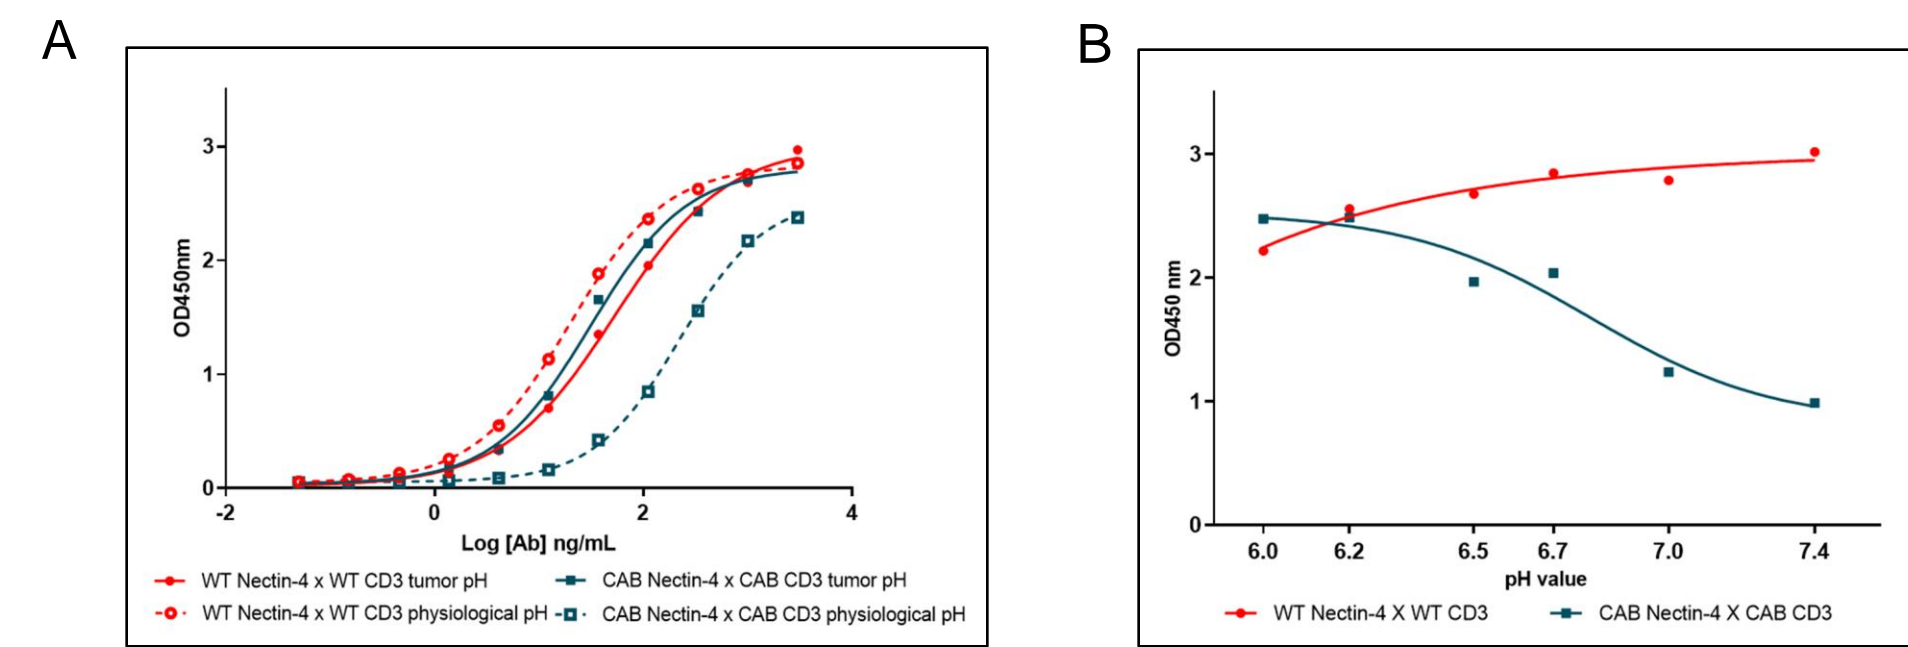 A
B
3
2
1
0
OD450nm
-2 0 2 4
Log [Ab] ng/mL
WT Nectin-4 x WT CD3 tumor pH
CAB Nectin-4 x CAB CD3 tumor pH
WT Nectin-4 x WT CD3 physiological pH
CAB Nectin-4 x CAB CD3 physiological pH
3
2
1
0
OD450 nm
6.0 6.2 6.5 6.7 7.0 7.4
pH value
WT Nectin-4 X WT CD3
CAB Nectin-4 X CAB CD3